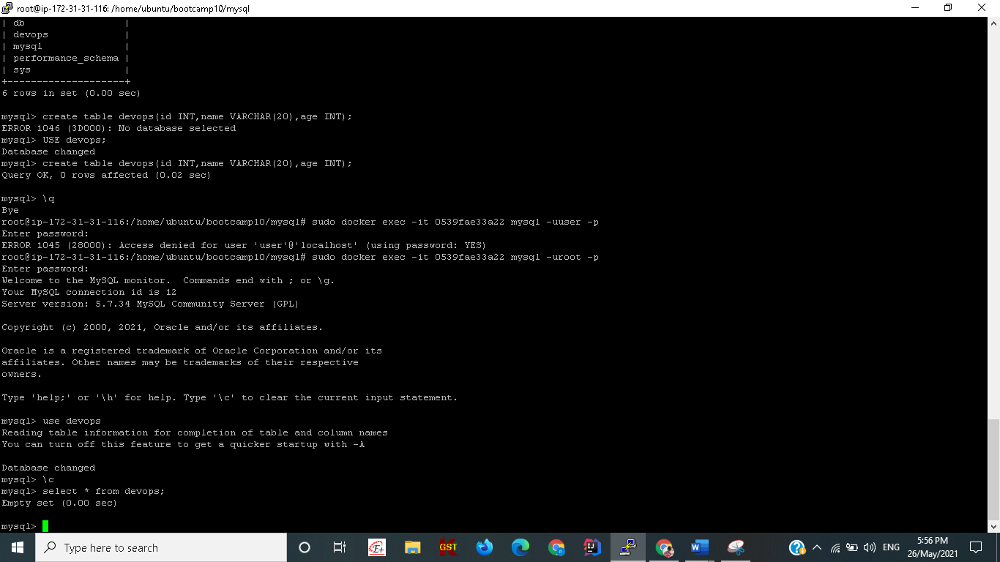 root@ip-172-31-31-116: /home/ubuntu/bootcamp10/mysql
| db                 |
| devops             |
| mysql              |
| performance_schema |
| sys                |
+--------------------+
6 rows in set (0.00 sec)
mysql> create table devops(id INT,name VARCHAR(20),age INT);
ERROR 1046 (3D000): No database selected
mysql> USE devops;
Database changed
mysql> create table devops(id INT,name VARCHAR(20),age INT);
Query OK, 0 rows affected (0.02 sec)
mysql> \q
Bye
root@ip-172-31-31-116:/home/ubuntu/bootcamp10/mysql# sudo docker exec -it 0539fae33a22 mysql -uuser -p
Enter password:
ERROR 1045 (28000): Access denied for user 'user'@'localhost' (using password: YES)
root@ip-172-31-31-116:/home/ubuntu/bootcamp10/mysql# sudo docker exec -it 0539fae33a22 mysql -uroot -p
Enter password:
Welcome to the MySQL monitor.  Commands end with ; or \g.
Your MySQL connection id is 12
Server version: 5.7.34 MySQL Community Server (GPL)
Copyright (c) 2000, 2021, Oracle and/or its affiliates.
Oracle is a registered trademark of Oracle Corporation and/or its
affiliates. Other names may be trademarks of their respective
owners.
Type 'help;' or '\h' for help. Type '\c' to clear the current input statement.
mysql> use devops
Reading table information for completion of table and column names
You can turn off this feature to get a quicker startup with -A
Database changed
mysql> \c
mysql> select * from devops;
Empty set (0.00 sec)
mysql>
Type here to search
E+
GST
IJ
W
ENG
5:56 PM
26/May/2021